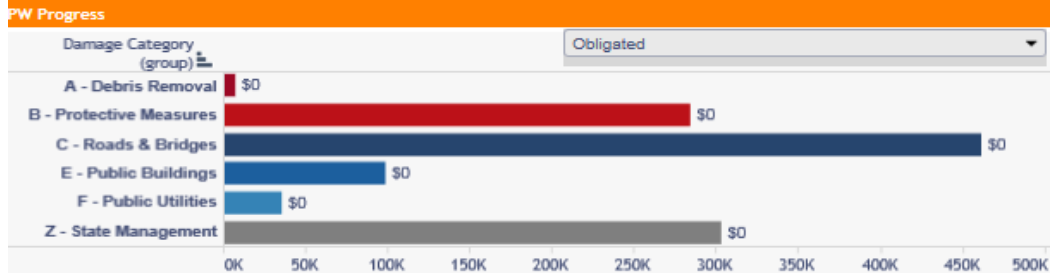 PW Progress
Damage Category
(group)
Obligated
A - Debris Removal $0
B - Protective Measures $0
C - Roads & Bridges $0
E - Public Buildings $0
F - Public Utilities $0
Z - State Management $0
0K 50K 100K 150K 200K 250K 300K 350K 400K 450K 500K